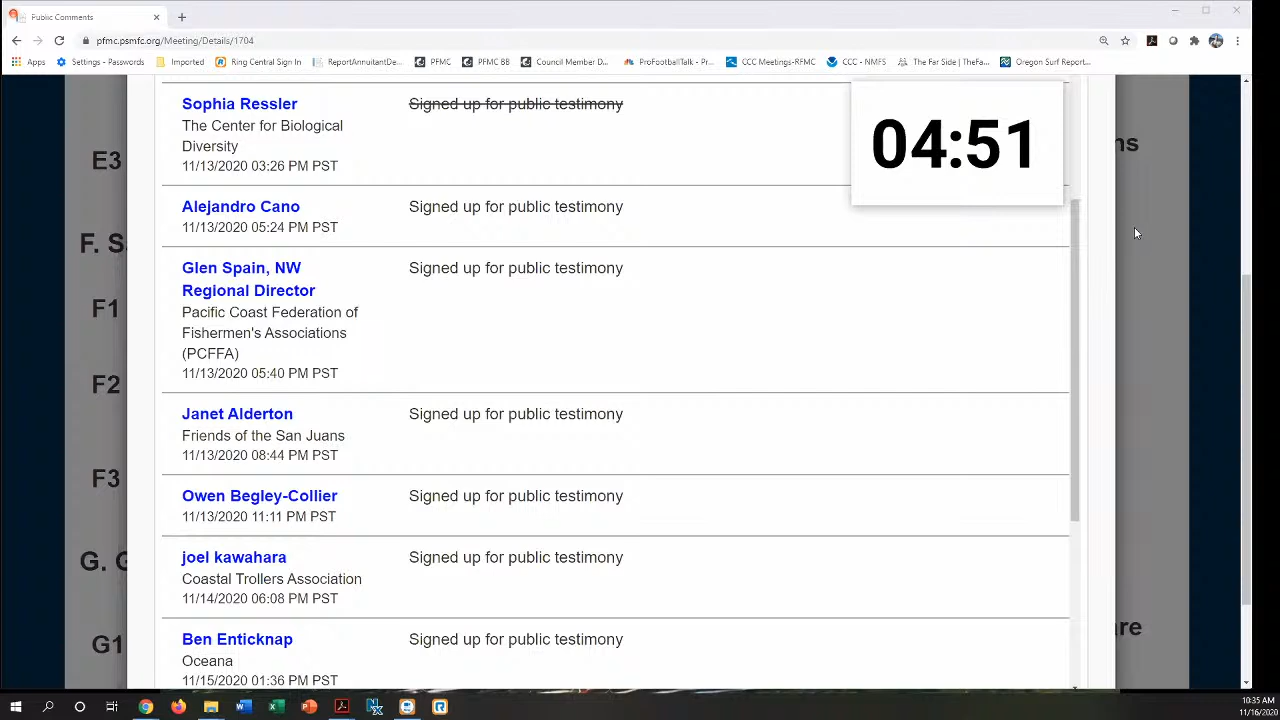 Public Comments
pfmc.psmfc.org/Meeting/Details/1704
Apps Settings - Passwords Imported Ring Central Sign In ReportAnnuitantDe... PFMC PFMC BB Council Member D... ProFootballTalk - Pr... CCC Meetings-RFMC CCC - NMFS The Far Side | TheFa... Oregon Surf Report...
Sophia Ressler Signed up for public testimony
The Center for Biological
Diversity
11/13/2020 03:26 PM PST
04:51
E3
ns
Alejandro Cano Signed up for public testimony
11/13/2020 05:24 PM PST
F. S
Glen Spain, NW Signed up for public testimony
Regional Director
Pacific Coast Federation of
Fishermen's Associations
(PCFFA)
11/13/2020 05:40 PM PST
F1
F2
Janet Alderton Signed up for public testimony
Friends of the San Juans
11/13/2020 08:44 PM PST
F3
Owen Begley-Collier Signed up for public testimony
11/13/2020 11:11 PM PST
joel kawahara Signed up for public testimony
Coastal Trollers Association
11/14/2020 06:08 PM PST
G. G
Ben Enticknap Signed up for public testimony
Oceana
11/15/2020 01:36 PM PST
G1
are
10:35 AM
11/16/2020